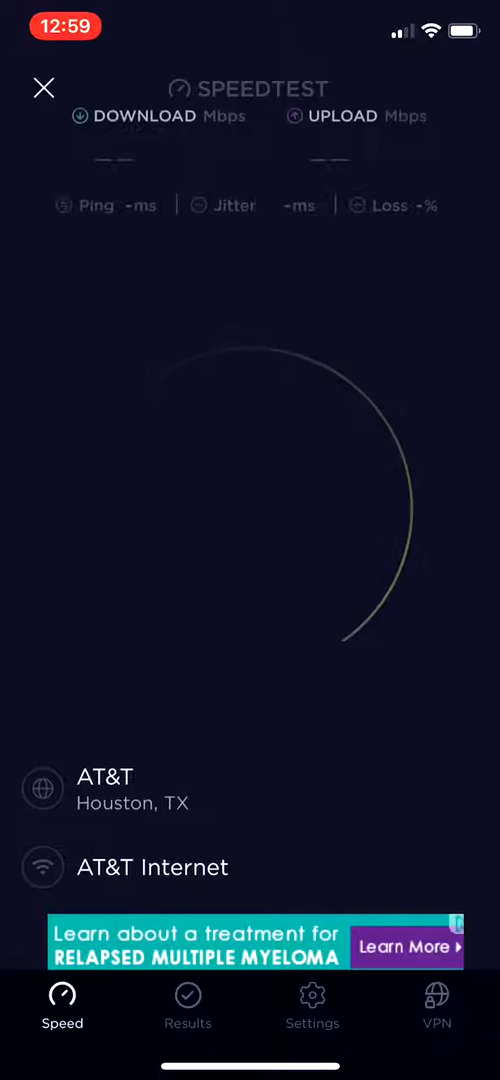 12:59
SPEEDTEST
DOWNLOAD Mbps UPLOAD Mbps
Ping -ms Jitter -ms Loss -%
AT&T
Houston, TX
AT&T Internet
Learn about a treatment for
RELAPSED MULTIPLE MYELOMA
Learn More
Speed Results Settings VPN